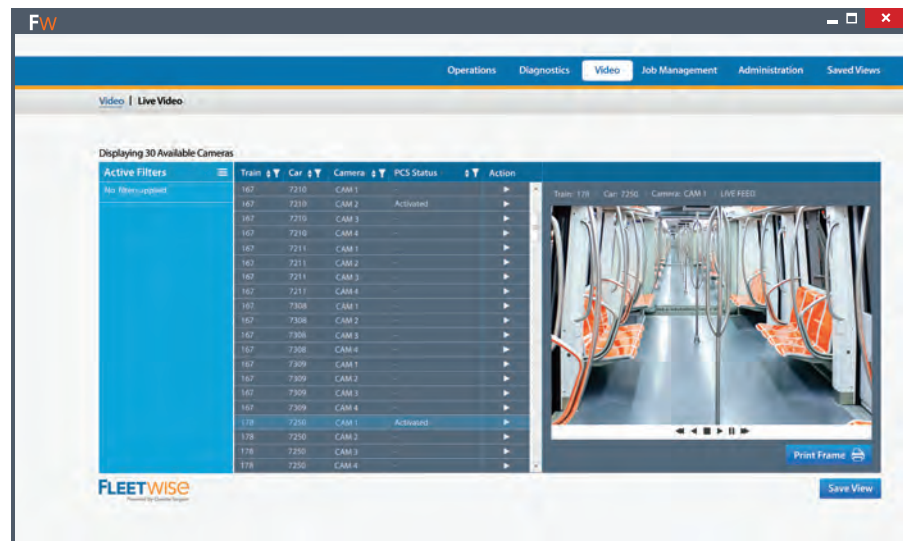 FW
Operations Diagnostics Video Job Management Administration Saved Views
Video | Live Video
Displaying 30 Available Cameras
Active Filters Train Car Camera PCS Status Action
No filters applied
167 7210 CAM 1 -
167 7210 CAM 2 Activated
167 7210 CAM 3 -
167 7210 CAM 4 -
167 7211 CAM 1 -
167 7211 CAM 2 -
167 7211 CAM 3 -
167 7211 CAM 4 -
167 7308 CAM 1 -
167 7308 CAM 2 -
167 7308 CAM 3 -
167 7308 CAM 4 -
167 7309 CAM 1 -
167 7309 CAM 2 -
167 7309 CAM 3 -
167 7309 CAM 4 -
178 7250 CAM 1 Activated
178 7250 CAM 2 -
178 7250 CAM 3 -
178 7250 CAM 4 -
Train: 178 Car: 7250 Camera: CAM 1 LIVE FEED
Print Frame
FLEETWISE
Powered by Quester Tangent
Save View